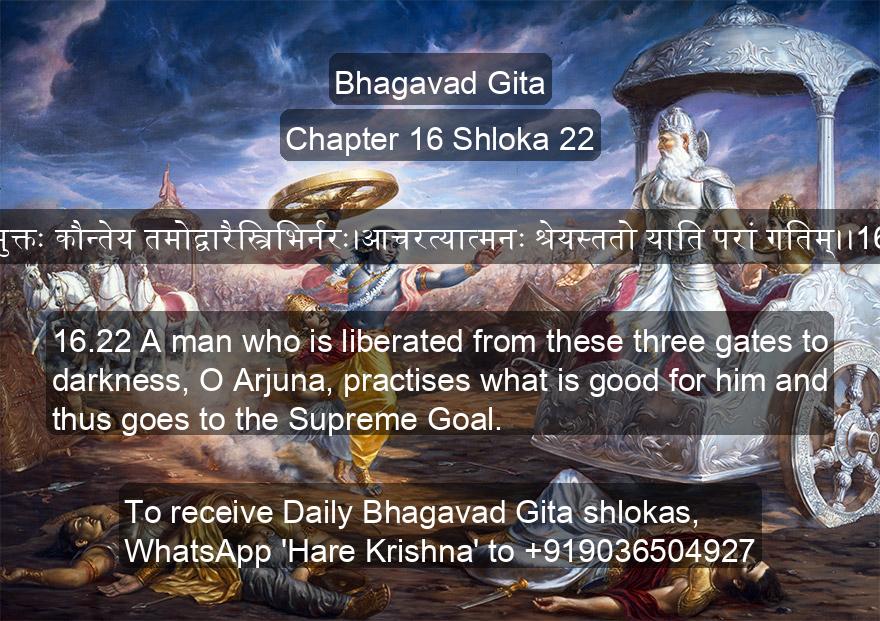 Bhagavad Gita
Chapter 16 Shloka 22
कौन्तेय तमोद्वारैस्त्रिभिर्नरः।आचरत्यात्मनः श्रेयस्ततो याति परां गतिम्।।16
16.22 A man who is liberated from these three gates to
darkness, O Arjuna, practises what is good for him and
thus goes to the Supreme Goal.
To receive Daily Bhagavad Gita shlokas,
WhatsApp 'Hare Krishna' to +919036504927